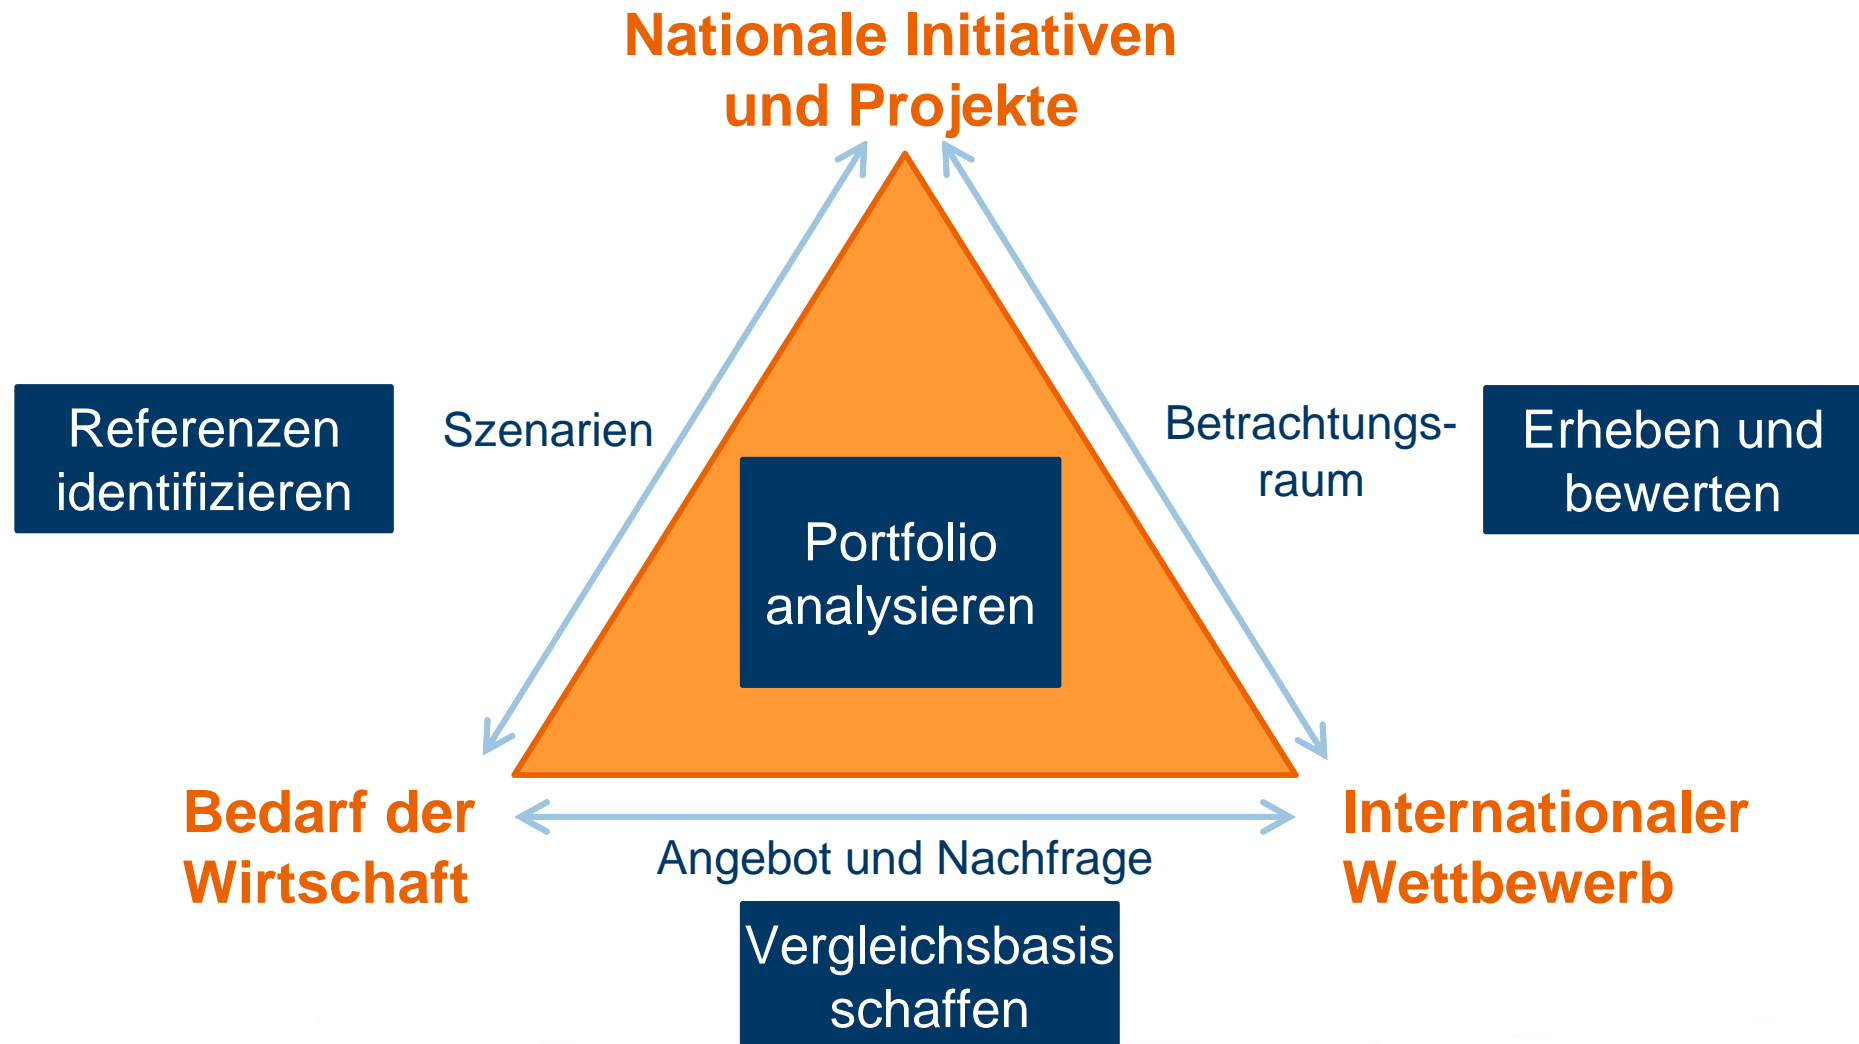 Nationale Initiativen
und Projekte
Referenzen
identifizieren
Szenarien
Betrachtungs-
raum
Erheben und
bewerten
Portfolio
analysieren
Bedarf der
Wirtschaft
Angebot und Nachfrage
Internationaler
Wettbewerb
Vergleichsbasis
schaffen